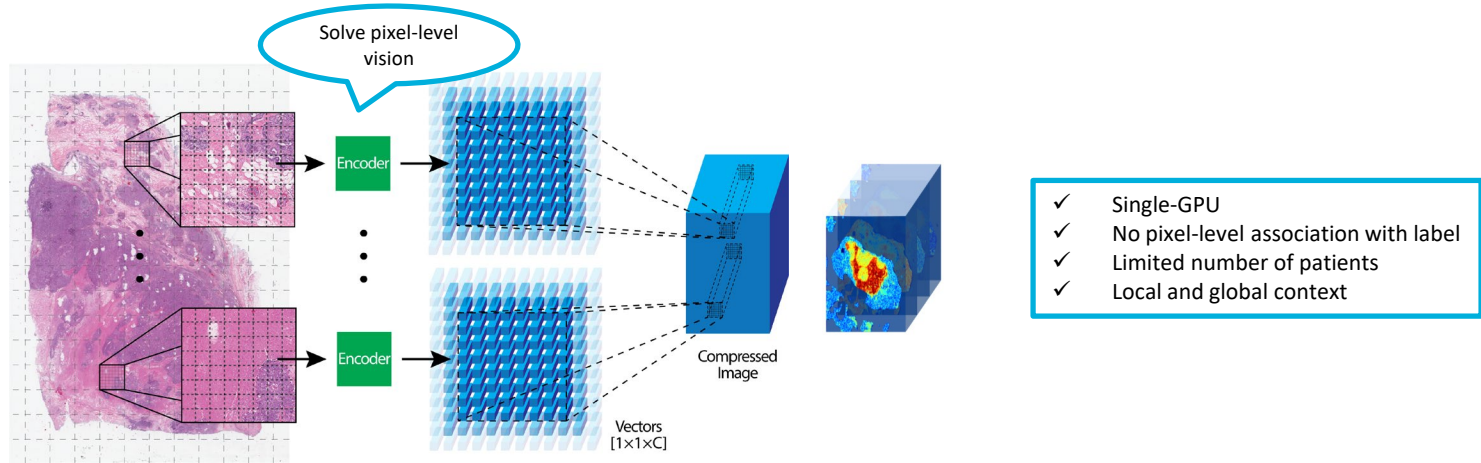 Solve pixel-level
vision
Encoder
Encoder
Compressed
Image
Vectors
[1×1×C]
✓ Single-GPU
✓ No pixel-level association with label
✓ Limited number of patients
✓ Local and global context